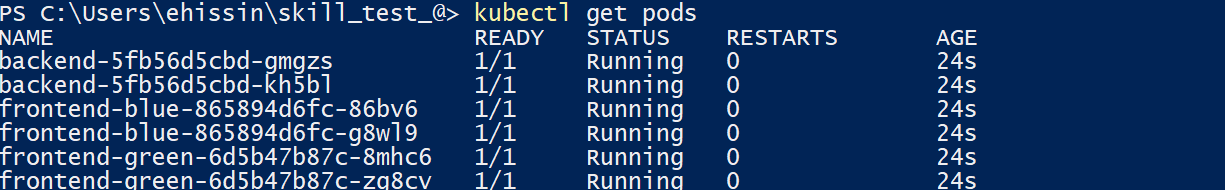 PS C:\Users\ehissin\skill_test_@> kubectl get pods
NAME READY STATUS RESTARTS AGE
backend-5fb56d5cbd-gmgzs 1/1 Running 0 24s
backend-5fb56d5cbd-kh5bl 1/1 Running 0 24s
frontend-blue-865894d6fc-86bv6 1/1 Running 0 24s
frontend-blue-865894d6fc-g8wl9 1/1 Running 0 24s
frontend-green-6d5b47b87c-8mhc6 1/1 Running 0 24s
frontend-green-6d5b47b87c-zg8cv 1/1 Running 0 24s